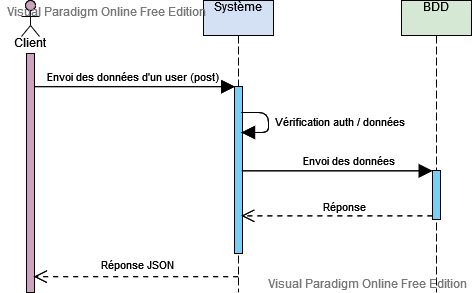 Visual Paradigm Online Free Edition
Système
BDD
Client
Envoi des données d'un user (post)
Vérification auth / données
Envoi des données
Réponse
Réponse JSON
Visual Paradigm Online Free Edition